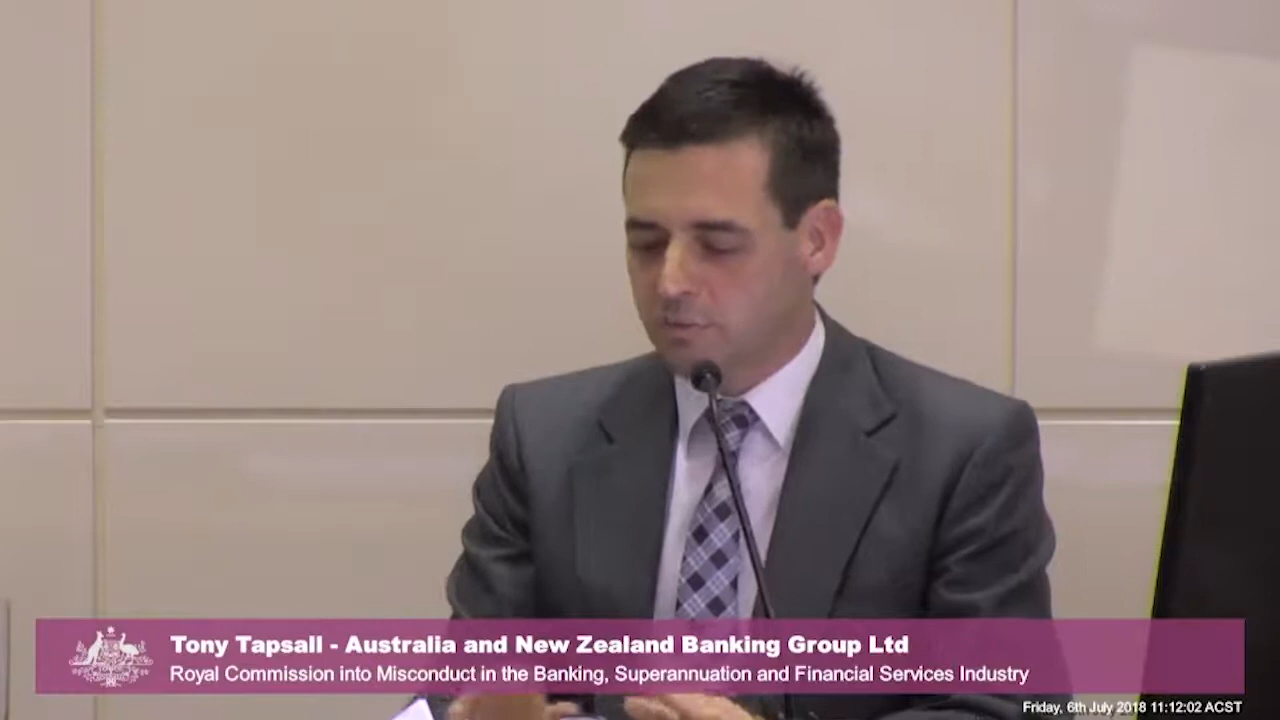 Tony Tapsall - Australia and New Zealand Banking Group Ltd
Royal Commission into Misconduct in the Banking, Superannuation and Financial Services Industry
Friday, 6th July 2018 11:12:02 ACST